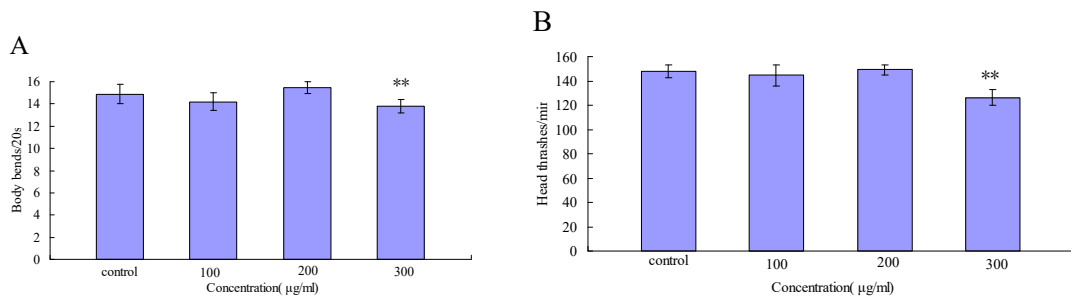 A
Body bends/20s
16
14
12
10
8
6
4
2
0
**
control 100 200 300
Concentration( μg/ml)
B
Head thrashes/mir
160
140
120
100
80
60
40
20
0
**
control 100 200 300
Concentration( μg/ml)